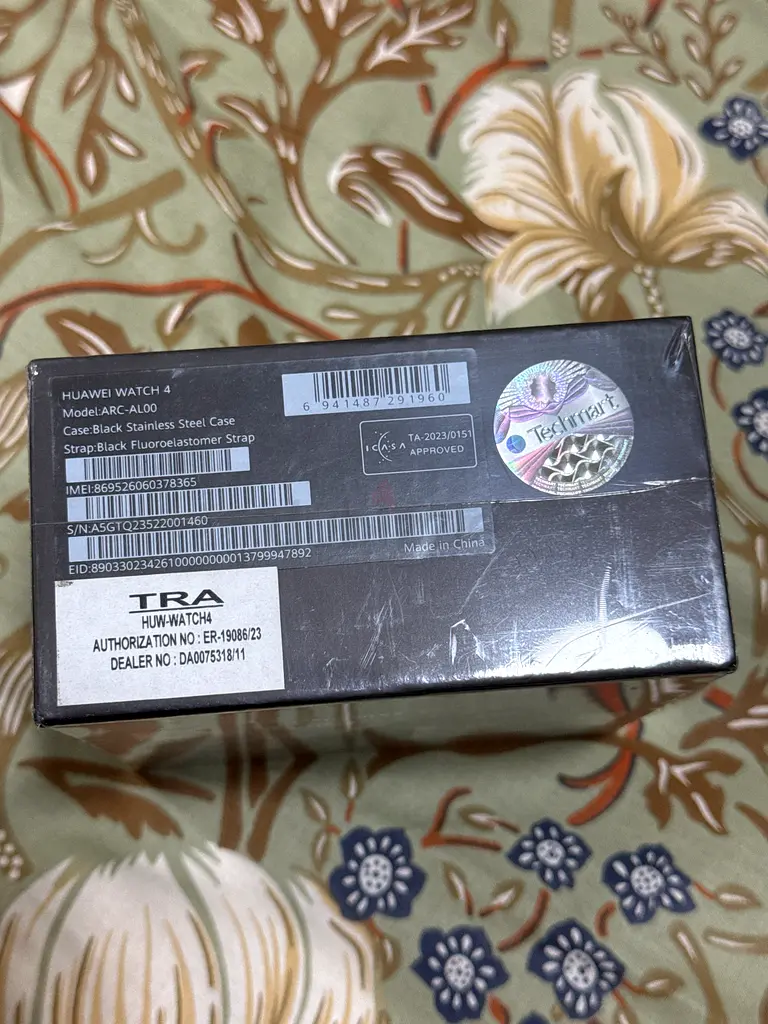 HUAWEI WATCH 4
Model:ARC-AL00
Case:Black Stainless Steel Case
Strap:Black Fluoroelastomer Strap
6 941487 291960
ICASA
TA-2023/0151
APPROVED
IMEI:869526060378365
S/N:A5GTQ23522001460
EID:89033023426100000000013799947892
Made in China
Techmart.
TRA
HUW-WATCH4
AUTHORIZATION NO : ER-19086/23
DEALER NO : DA0075318/11